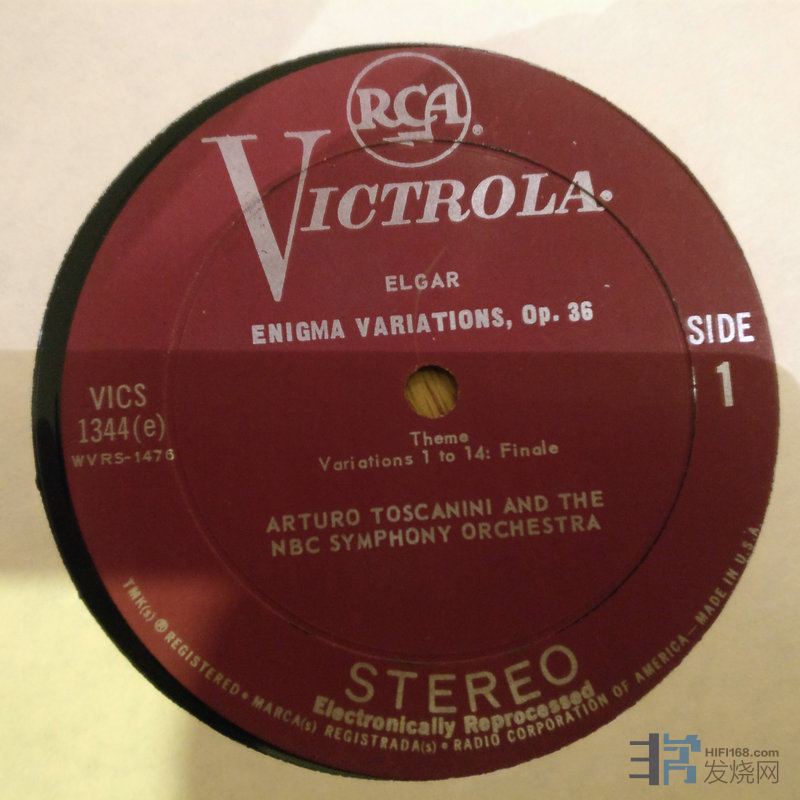 RCA®
VICTROLA®
ELGAR
ENIGMA VARIATIONS, Op. 36
SIDE
1
VICS
1344(e)
WVRS-1476
Theme
Variations 1 to 14: Finale
ARTURO TOSCANINI AND THE
NBC SYMPHONY ORCHESTRA
STEREO
Electronically Reprocessed
TMK(s) ® REGISTERED • MARCA(s) REGISTRADA(s) • RADIO CORPORATION OF AMERICA—MADE IN U.S.A.
HIFI168.com
发烧网